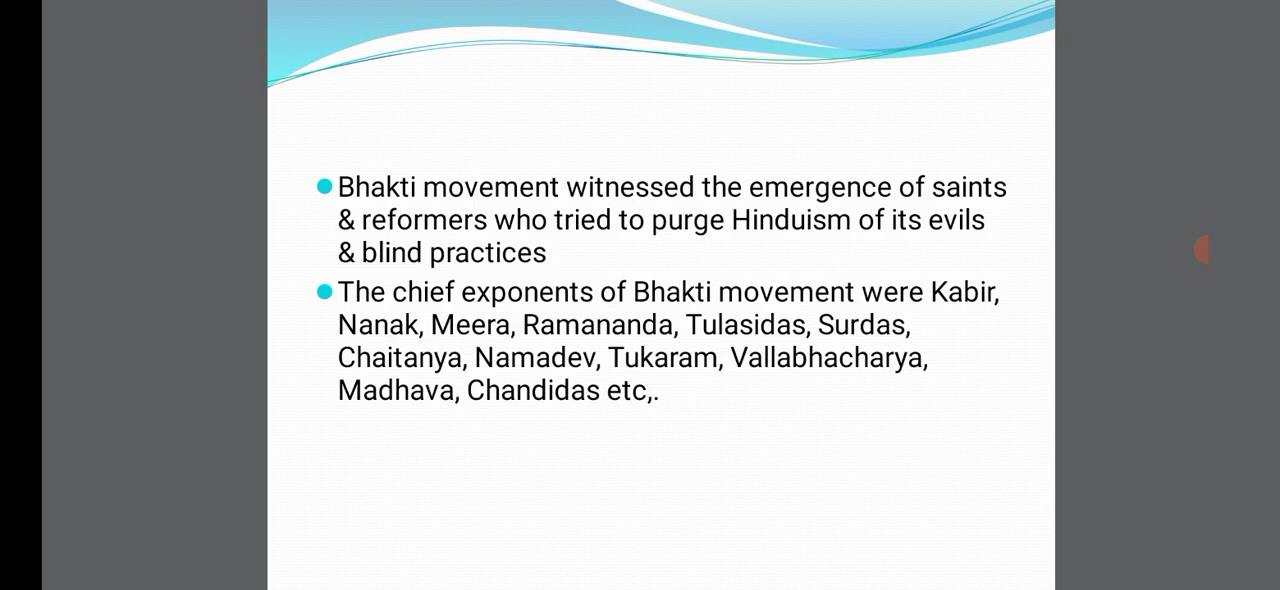 Bhakti movement witnessed the emergence of saints
& reformers who tried to purge Hinduism of its evils
& blind practices
The chief exponents of Bhakti movement were Kabir,
Nanak, Meera, Ramananda, Tulasidas, Surdas,
Chaitanya, Namadev, Tukaram, Vallabhacharya,
Madhava, Chandidas etc,.